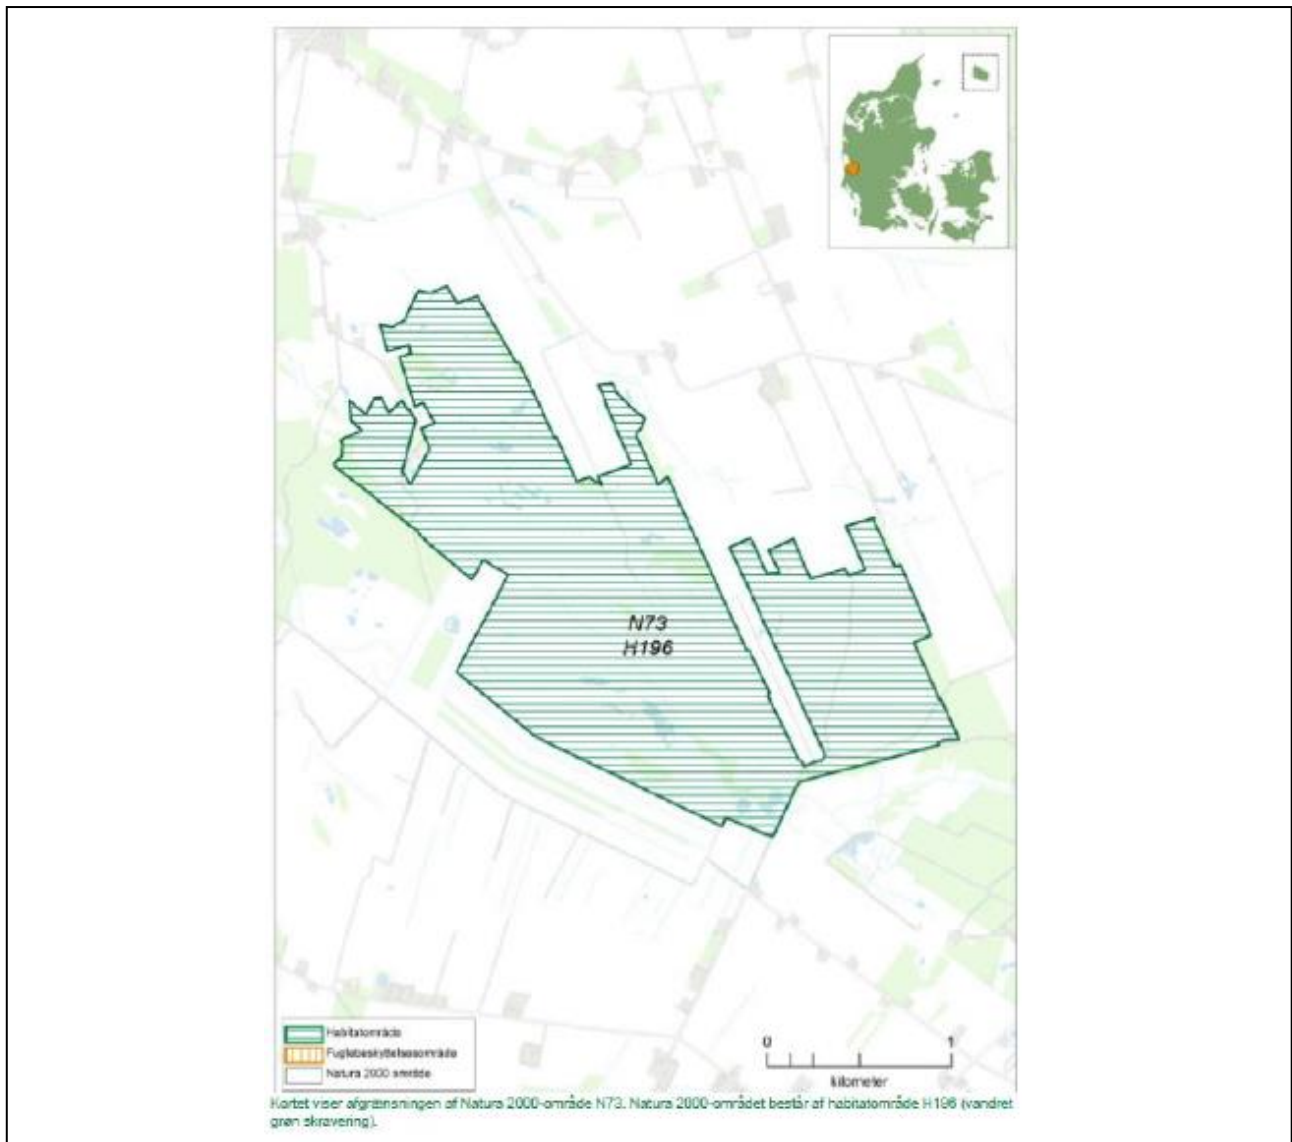 N73
H196
Habitatområde
Fuglebeskyttelsesområde
Natura 2000 område
0 1
kilometer
Kortet viser afgrænsningen af Natura 2000-område N73. Natura 2000-området består af habitatområde H196 (vandret
grøn skravering).